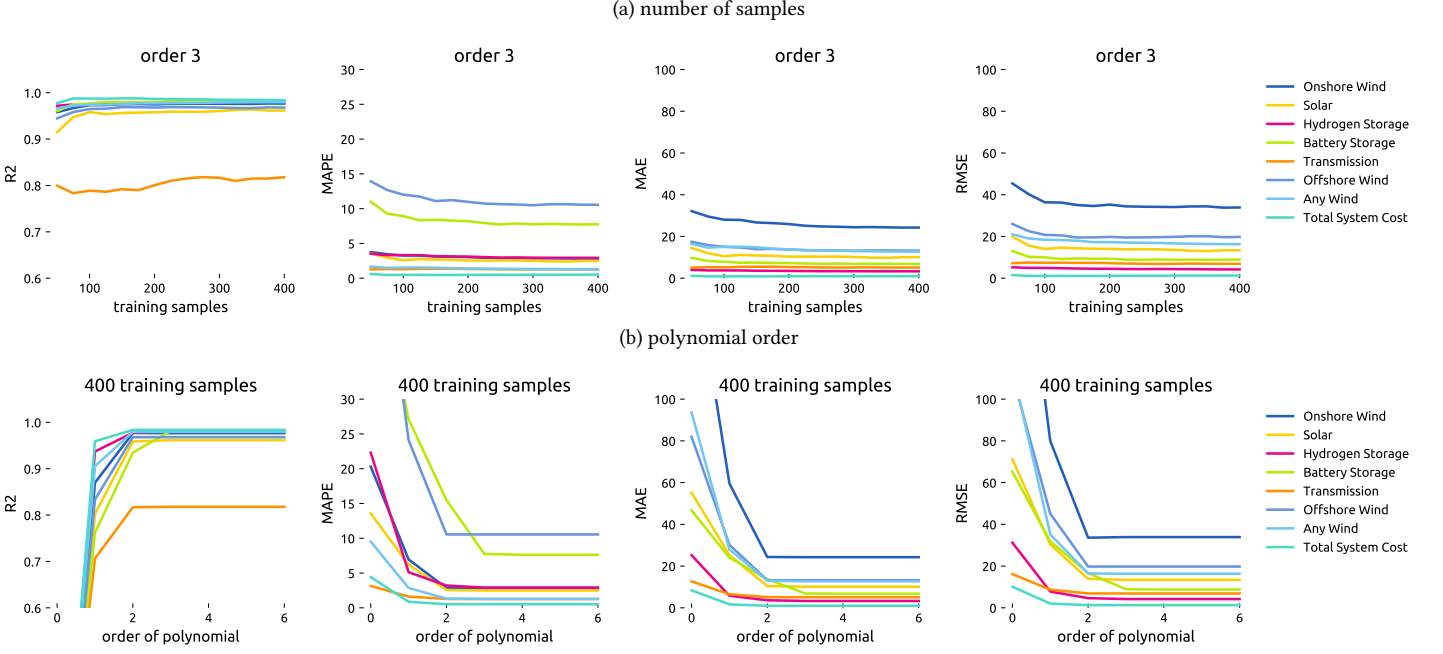 (a) number of samples
order 3
order 3
order 3
order 3
R2
1.0
0.9
0.8
0.7
0.6
100 200 300 400
training samples
MAPE
30
25
20
15
10
5
0
100 200 300 400
training samples
MAE
100
80
60
40
20
0
100 200 300 400
training samples
RMSE
100
80
60
40
20
0
100 200 300 400
training samples
Onshore Wind
Solar
Hydrogen Storage
Battery Storage
Transmission
Offshore Wind
Any Wind
Total System Cost
(b) polynomial order
400 training samples
400 training samples
400 training samples
400 training samples
R2
1.0
0.9
0.8
0.7
0.6
0 2 4 6
order of polynomial
MAPE
30
25
20
15
10
5
0
0 2 4 6
order of polynomial
MAE
100
80
60
40
20
0
0 2 4 6
order of polynomial
RMSE
100
80
60
40
20
0
0 2 4 6
order of polynomial
Onshore Wind
Solar
Hydrogen Storage
Battery Storage
Transmission
Offshore Wind
Any Wind
Total System Cost